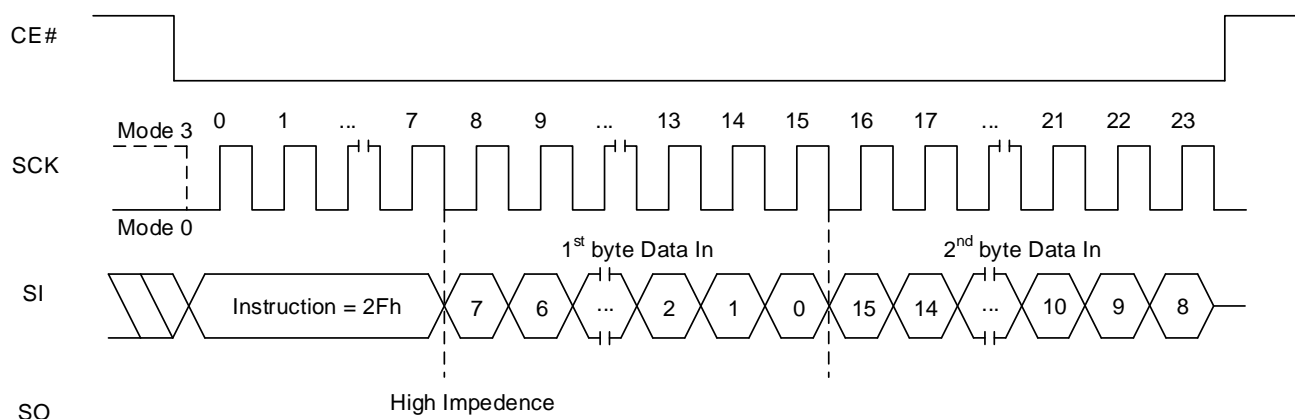 CE#
0 1 ... 7 8 9 ... 13 14 15 16 17 ... 21 22 23
Mode 3
SCK
Mode 0
1st byte Data In 2nd byte Data In
SI Instruction = 2Fh 7 6 ... 2 1 0 15 14 ... 10 9 8
High Impedence
SO